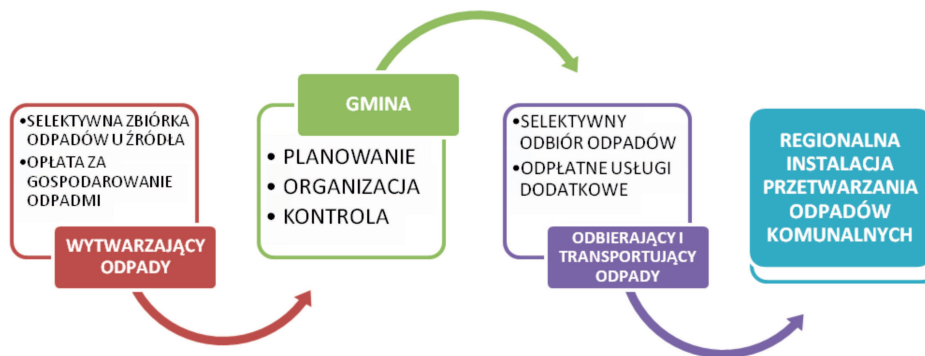 •SELEKTYWNA ZBIÓRKA
ODPADÓW U ŹRÓDŁA
•OPŁATA ZA
GOSPODAROWANIE
ODPADMI
WYTWARZAJĄCY
ODPADY
GMINA
• PLANOWANIE
• ORGANIZACJA
• KONTROLA
•SELEKTYWNY
ODBIÓR ODPADÓW
•ODPŁATNE USŁUGI
DODATKOWE
ODBIERAJĄCY I
TRANSPORTUJĄCY
ODPADY
REGIONALNA
INSTALACJA
PRZETWARZANIA
ODPADÓW
KOMUNALNYCH